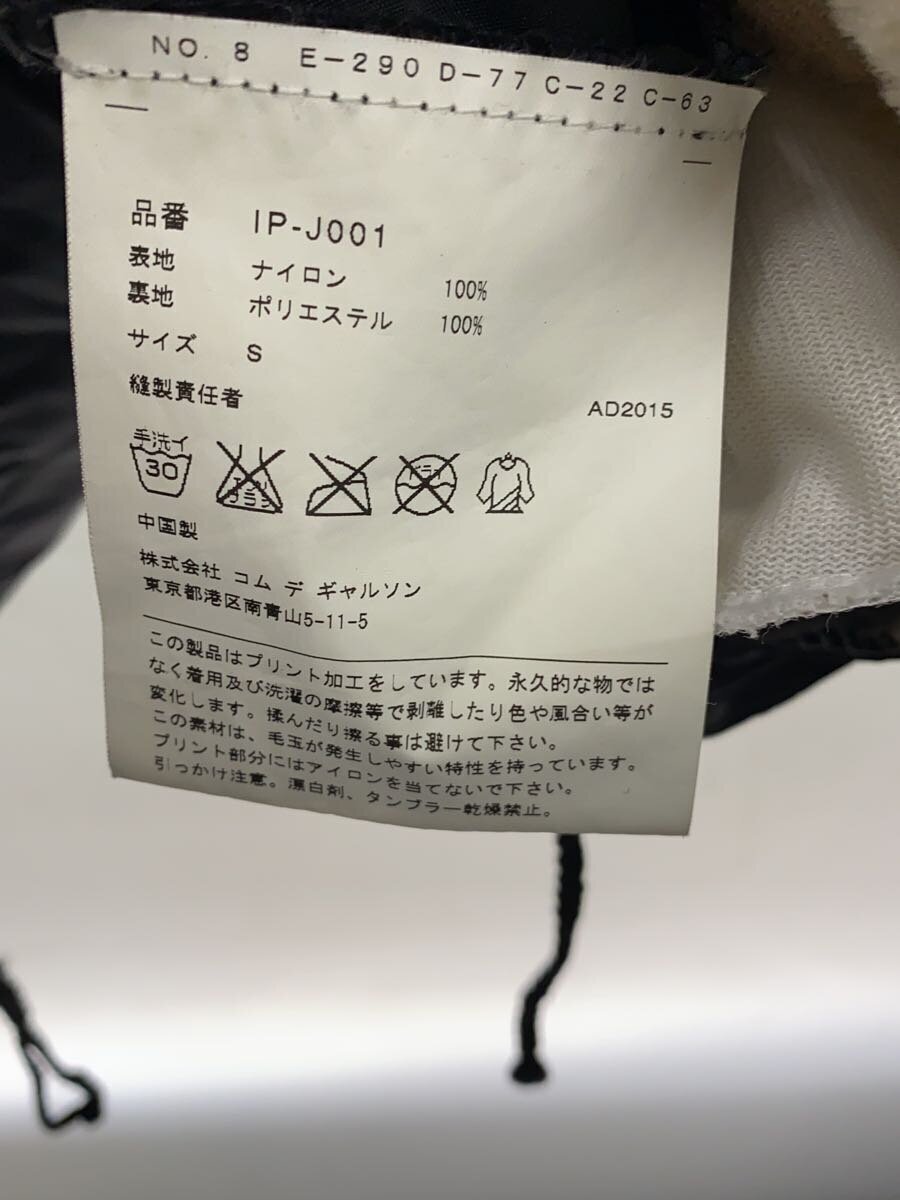 NO. 8 E-290 D-77 C-22 C-63
品番 IP-J001
表地 ナイロン 100%
裏地 ポリエステル 100%
サイズ S
縫製責任者
AD2015
手洗イ
30
エンソ
サラシ
ドライ
中国製
株式会社 コム デ ギャルソン
東京都港区南青山5-11-5
この製品はプリント加工をしています。永久的な物では
なく着用及び洗濯の摩擦等で剥離したり色や風合い等が
変化します。揉んだり擦る事は避けて下さい。
この素材は、毛玉が発生しやすい特性を持っています。
プリント部分にはアイロンを当てないで下さい。
引っかけ注意。漂白剤、タンブラー乾燥禁止。